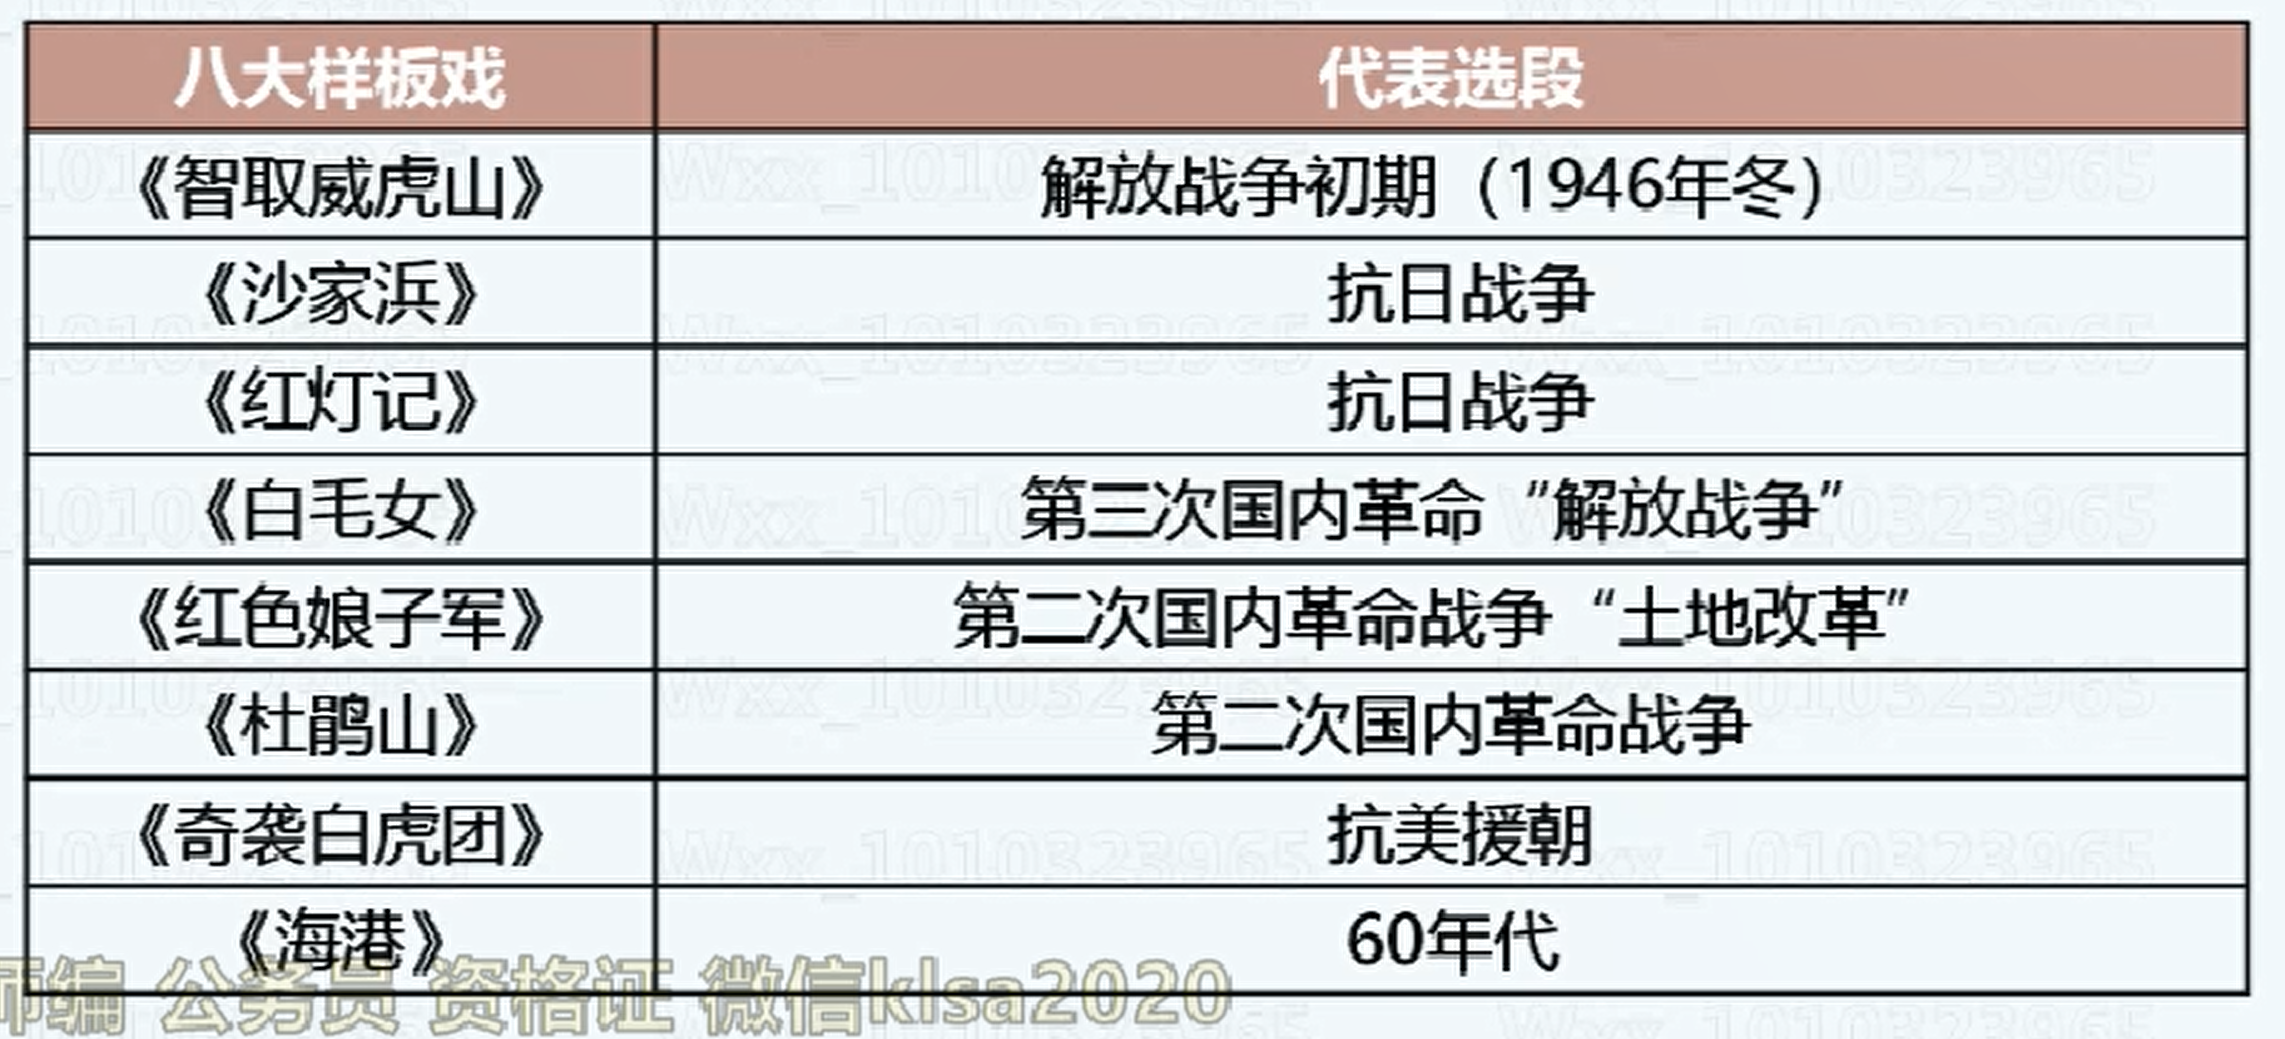 八大样板戏 代表选段
《智取威虎山》 解放战争初期（1946年冬）
《沙家浜》 抗日战争
《红灯记》 抗日战争
《白毛女》 第三次国内革命“解放战争”
《红色娘子军》 第二次国内革命战争“土地改革”
《杜鹃山》 第二次国内革命战争
《奇袭白虎团》 抗美援朝
《海港》 60年代
师编 公务员 资格证 微信klsa2020
Wxx_1010323965